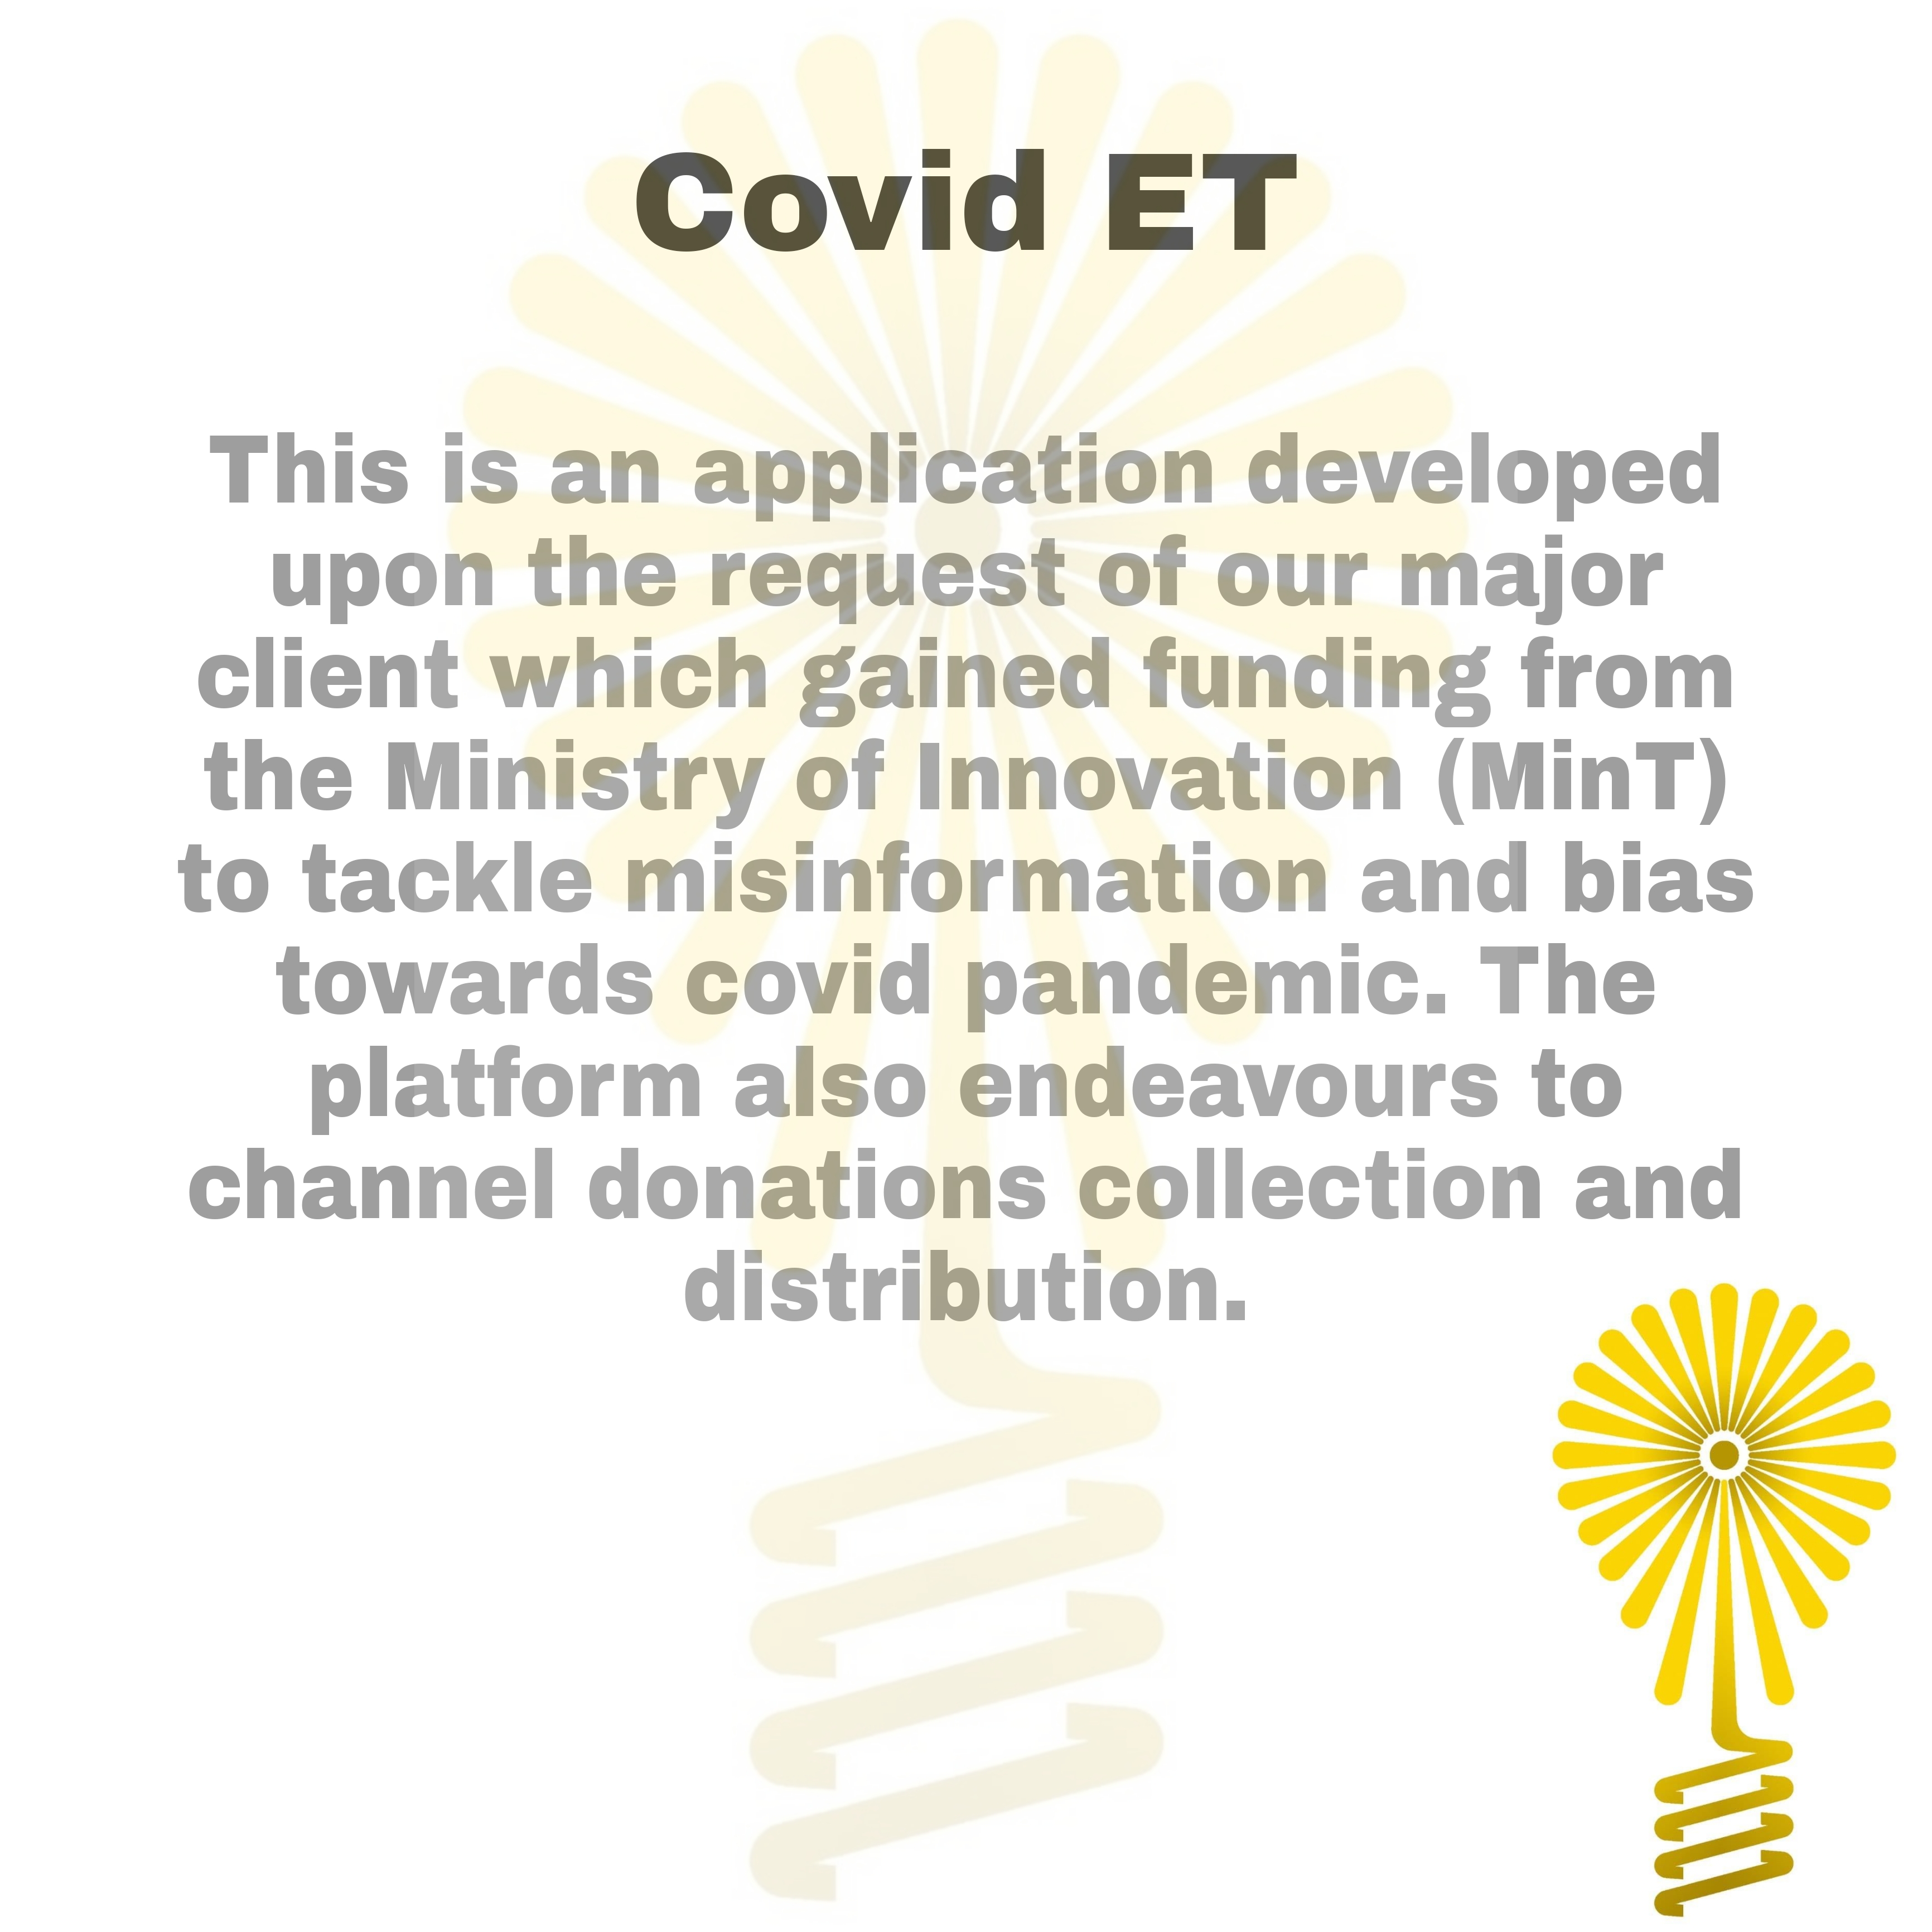 Covid ET
This is an application developed
upon the request of our major
client which gained funding from
the Ministry of Innovation (MinT)
to tackle misinformation and bias
towards covid pandemic. The
platform also endeavours to
channel donations collection and
distribution.